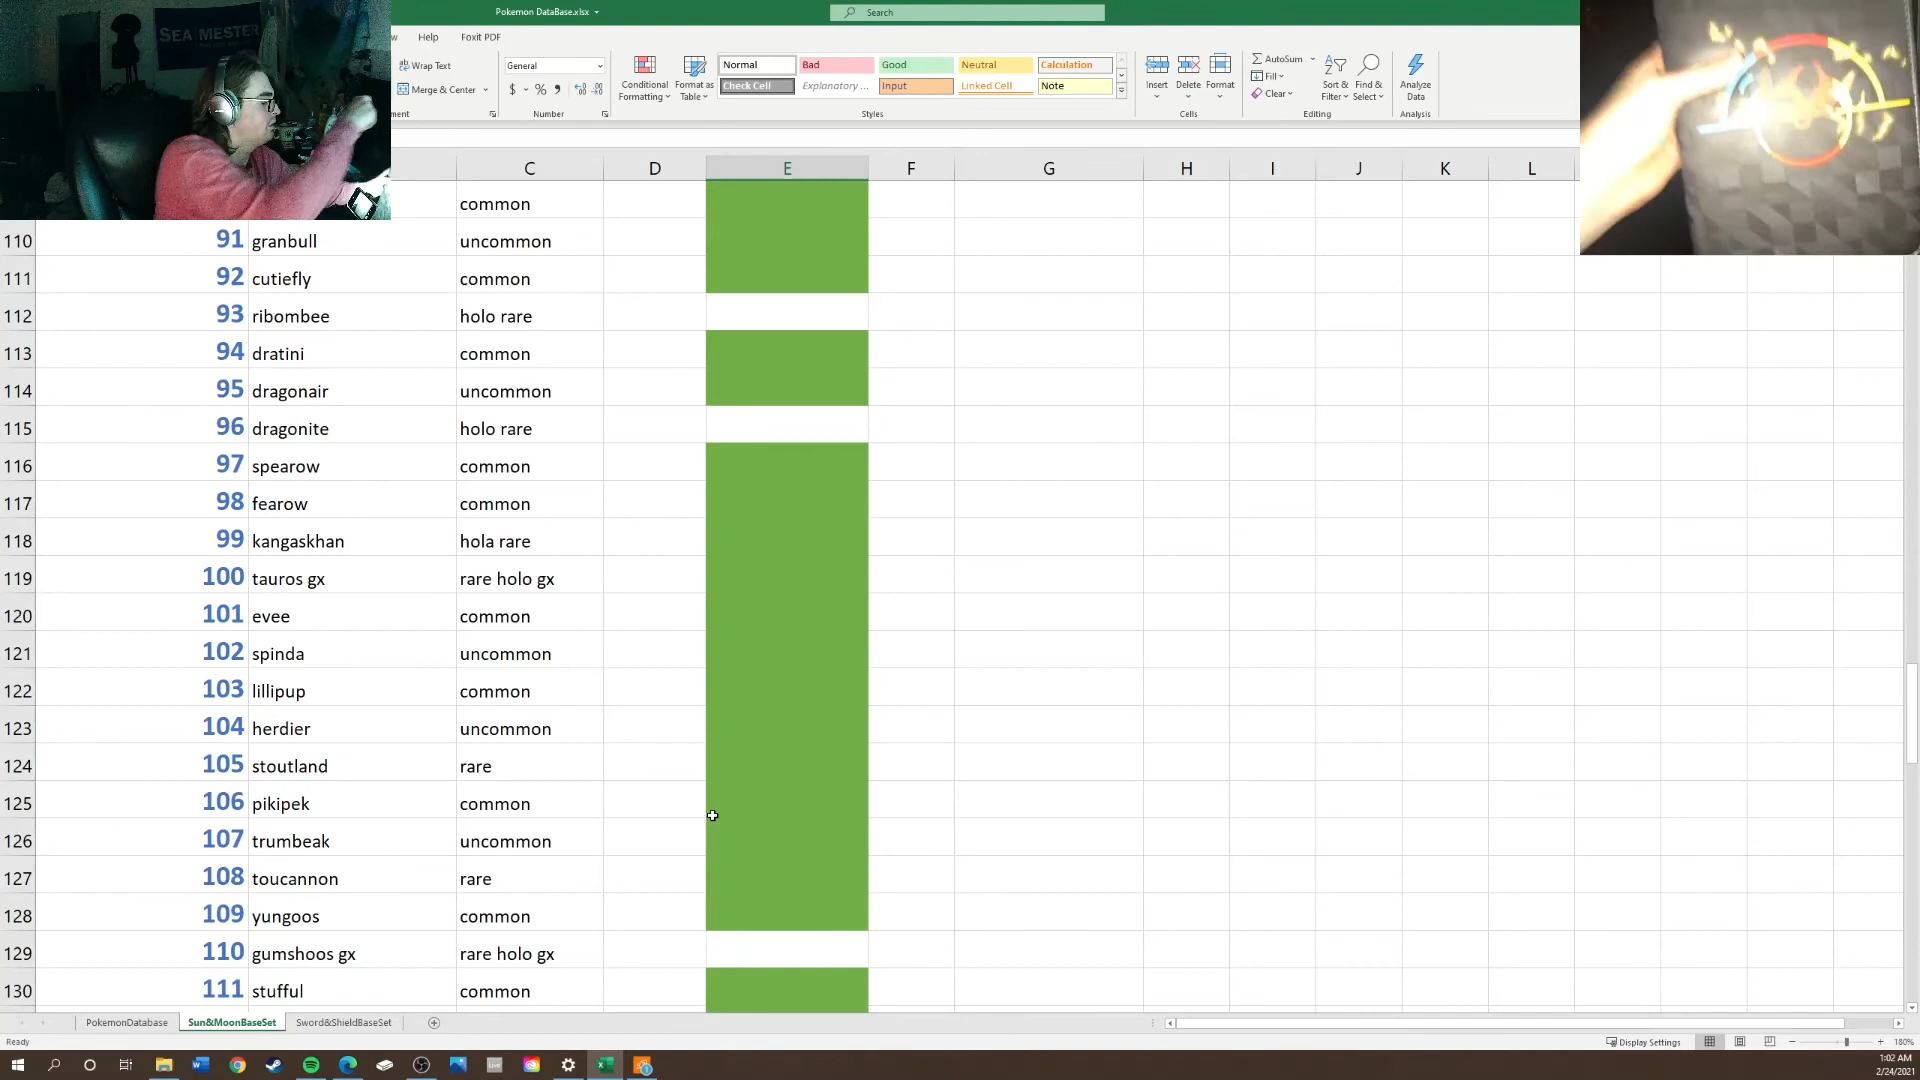 Pokemon DataBase.xlsx
Search
SEA MESTER
Help Foxit PDF
Wrap Text
Merge & Center
General
$ % ,
Number
Conditional
Formatting
Format as
Table
Normal Bad Good Neutral Calculation
Check Cell Explanatory ... Input Linked Cell Note
Styles
Insert Delete Format
Cells
AutoSum
Fill
Clear
Sort &
Filter
Find &
Select
Editing
Analyze
Data
Analysis
C D E F G H I J K L
common
110 91 granbull uncommon
111 92 cutiefly common
112 93 ribombee holo rare
113 94 dratini common
114 95 dragonair uncommon
115 96 dragonite holo rare
116 97 spearow common
117 98 fearow common
118 99 kangaskhan hola rare
119 100 tauros gx rare holo gx
120 101 evee common
121 102 spinda uncommon
122 103 lillipup common
123 104 herdier uncommon
124 105 stoutland rare
125 106 pikipek common
126 107 trumbeak uncommon
127 108 toucannon rare
128 109 yungoos common
129 110 gumshoos gx rare holo gx
130 111 stufful common
PokemonDatabase Sun&MoonBaseSet Sword&ShieldBaseSet
Ready
Display Settings
180%
1:02 AM
2/24/2021